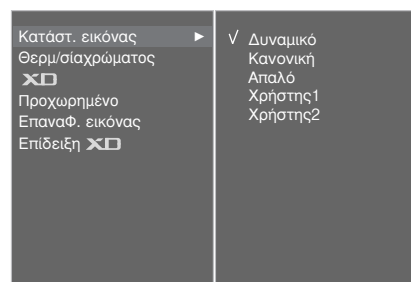 Κατάστ. εικόνας ►
Θερμ/σίαχρώματος
XD
Προχωρημένο
ΕπαναΦ. εικόνας
Επίδειξη XD
√ Δυναμικό
Κανονική
Απαλό
Χρήστης1
Χρήστης2